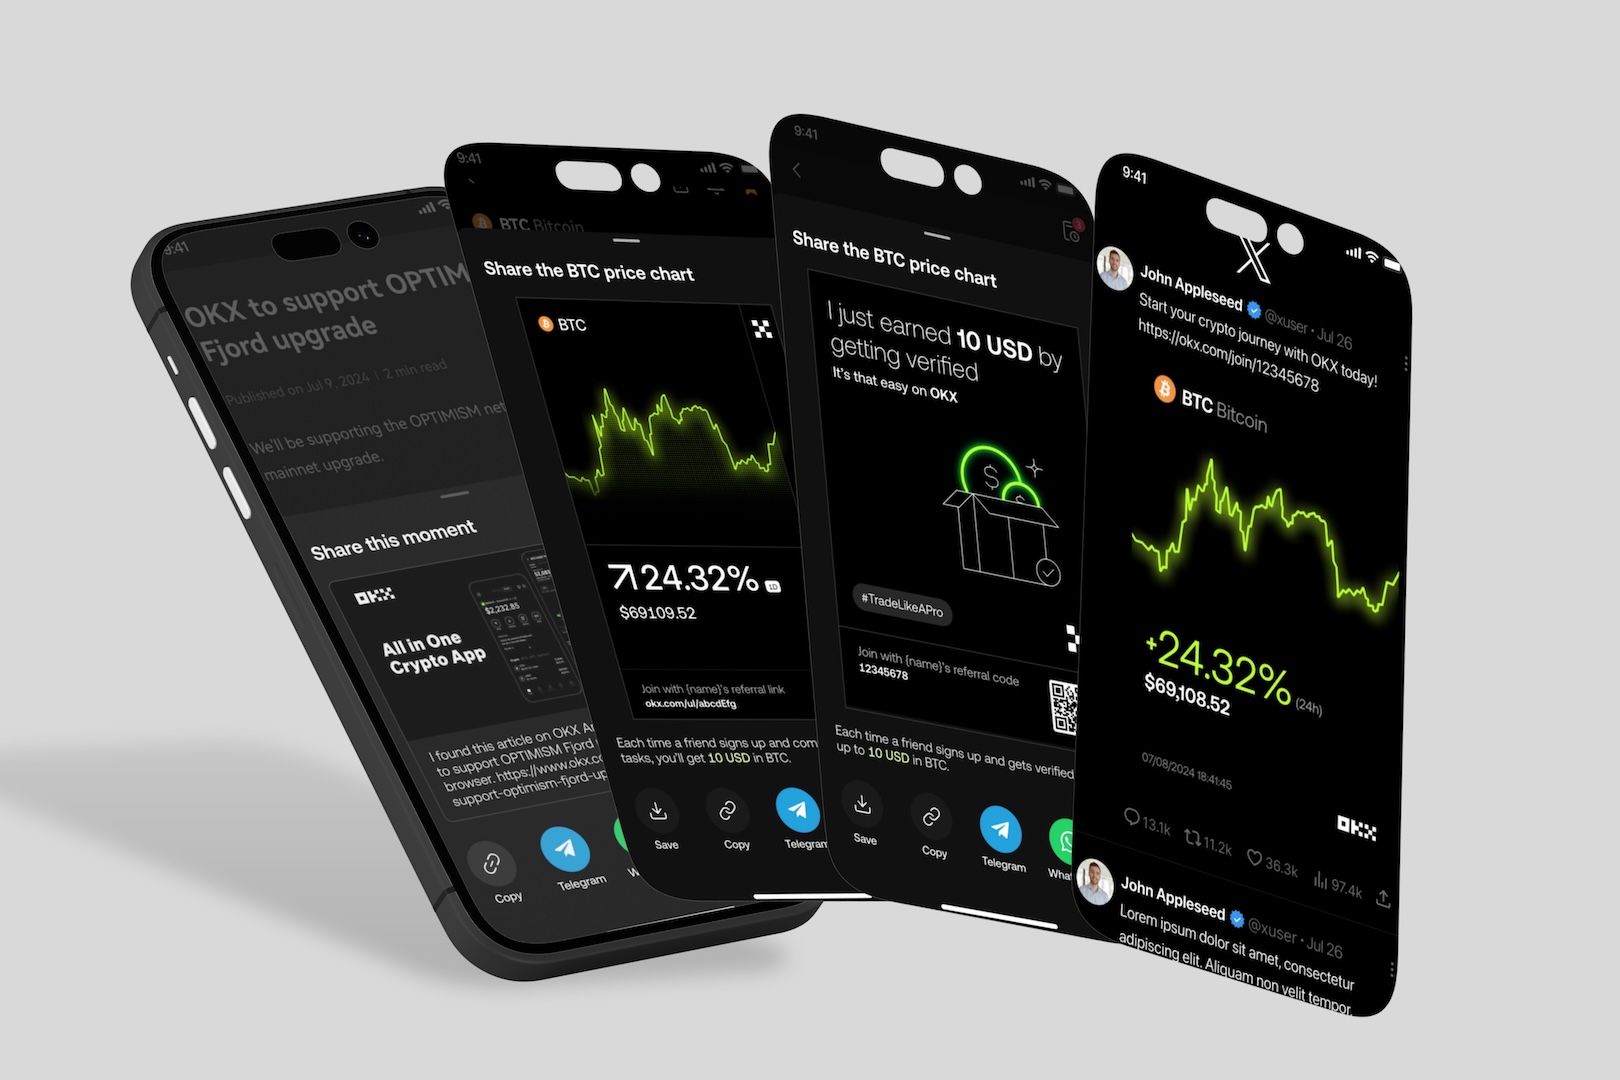 9:41
OKX to support OPTIM
Fjord upgrade
Published on Jul 9, 2024 | 2 min read
We'll be supporting the OPTIMISM net
mainnet upgrade.
Share this moment
OKX
All in One
Crypto App
$2,232.85
I found this article on OKX
to support OPTIMISM Fjord
browser. https://www.okx.co
support-optimism-fjord-up
Copy
Telegram
W
9:41
BTC Bitcoin
Share the BTC price chart
BTC
24.32% 1D
$69109.52
Join with {name}'s referral link
okx.com/ul/abcdEfg
Each time a friend signs up and com
tasks, you'll get 10 USD in BTC.
Save
Copy
Telegram
9:41
3
Share the BTC price chart
I just earned 10 USD by
getting verified
It's that easy on OKX
$
#TradeLikeAPro
Join with {name}'s referral code
12345678
Each time a friend signs up and gets verified
up to 10 USD in BTC.
Save
Copy
Telegram
What
9:41
X
John Appleseed @xuser • Jul 26
Start your crypto journey with OKX today!
https://okx.com/join/12345678
BTC Bitcoin
+24.32% (24h)
$69,108.52
07/08/2024 18:41:45
OKX
13.1k
11.2k
36.3k
97.4k
John Appleseed @xuser • Jul 26
Lorem ipsum dolor sit amet, consectetur
adipiscing elit. Aliquam non velit tempor,